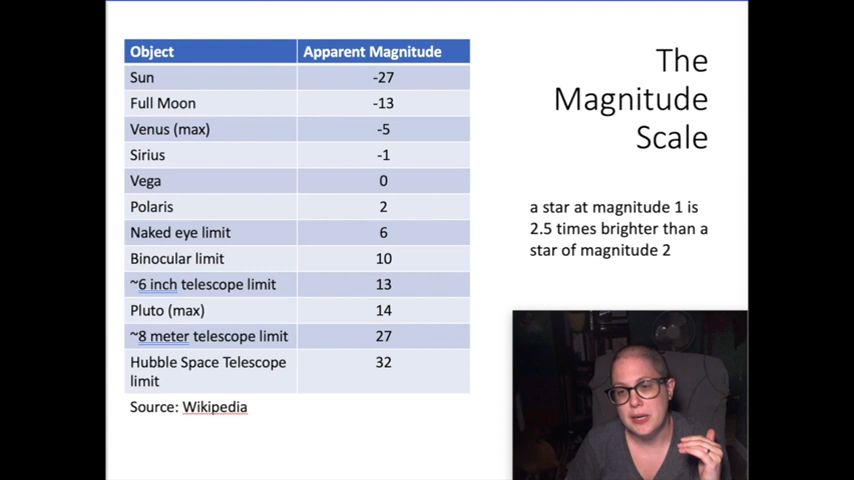 Object Apparent Magnitude
Sun -27
Full Moon -13
Venus (max) -5
Sirius -1
Vega 0
Polaris 2
Naked eye limit 6
Binocular limit 10
~6 inch telescope limit 13
Pluto (max) 14
~8 meter telescope limit 27
Hubble Space Telescope 32
limit
Source: Wikipedia
The
Magnitude
Scale
a star at magnitude 1 is
2.5 times brighter than a
star of magnitude 2